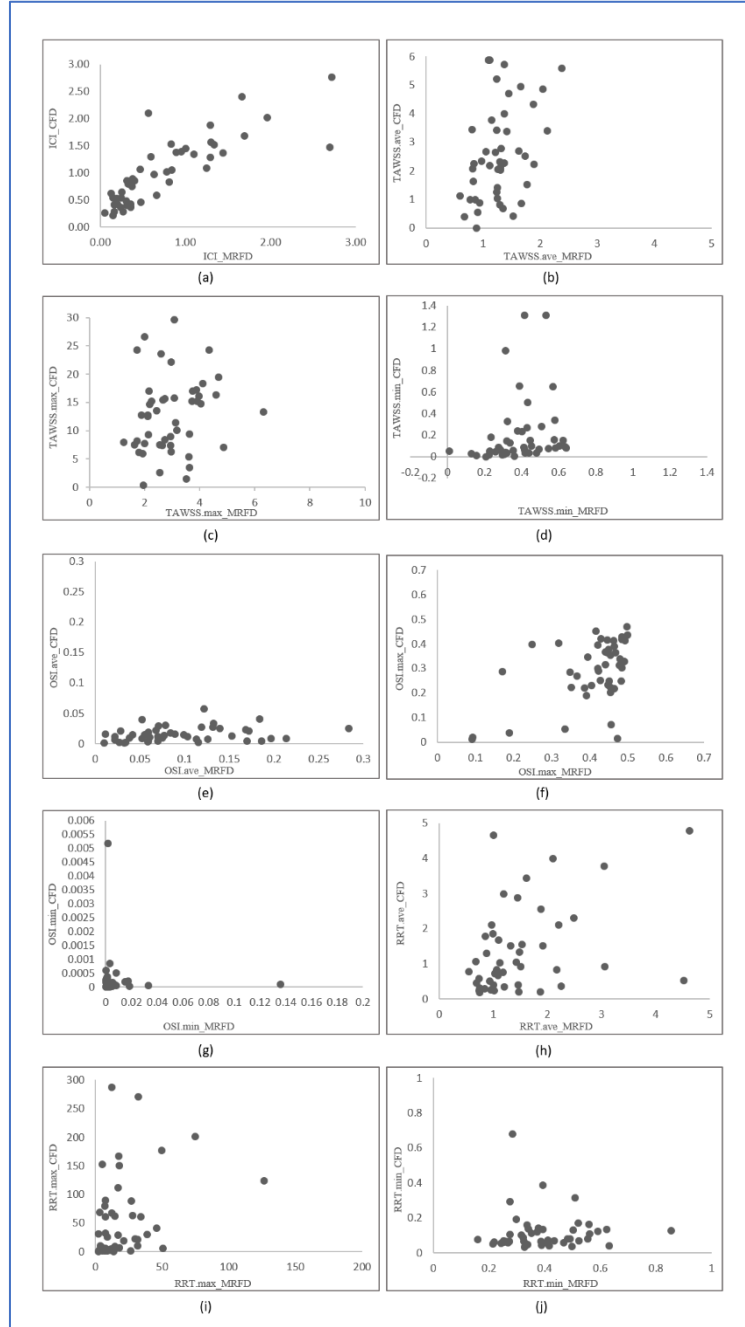 3.00
2.50
2.00
1.50
1.00
0.50
0.00
ICI_CFD
0.00 1.00 2.00 3.00
ICI_MRFD
(a)
6
5
4
3
2
1
0
TAWSS.ave_CFD
0 1 2 3 4 5
TAWSS.ave_MRFD
(b)
30
25
20
15
10
5
0
TAWSS.max_CFD
0 2 4 6 8 10
TAWSS.max_MRFD
(c)
1.4
1.2
1
0.8
0.6
0.4
0.2
0
-0.2
TAWSS.min_CFD
-0.2 0 0.2 0.4 0.6 0.8 1 1.2 1.4
TAWSS.min_MRFD
(d)
0.3
0.25
0.2
0.15
0.1
0.05
0
OSI.ave_CFD
0 0.05 0.1 0.15 0.2 0.25 0.3
OSI.ave_MRFD
(e)
0.7
0.6
0.5
0.4
0.3
0.2
0.1
0
OSI.max_CFD
0 0.1 0.2 0.3 0.4 0.5 0.6 0.7
OSI.max_MRFD
(f)
0.006
0.0055
0.005
0.0045
0.004
0.0035
0.003
0.0025
0.002
0.0015
0.001
0.0005
0
OSI.min_CFD
0 0.02 0.04 0.06 0.08 0.1 0.12 0.14 0.16 0.18 0.2
OSI.min_MRFD
(g)
5
4
3
2
1
0
RRT.ave_CFD
0 1 2 3 4 5
RRT.ave_MRFD
(h)
300
250
200
150
100
50
0
RRT.max_CFD
0 50 100 150 200
RRT.max_MRFD
(i)
1
0.8
0.6
0.4
0.2
0
RRT.min_CFD
0 0.2 0.4 0.6 0.8 1
RRT.min_MRFD
(j)